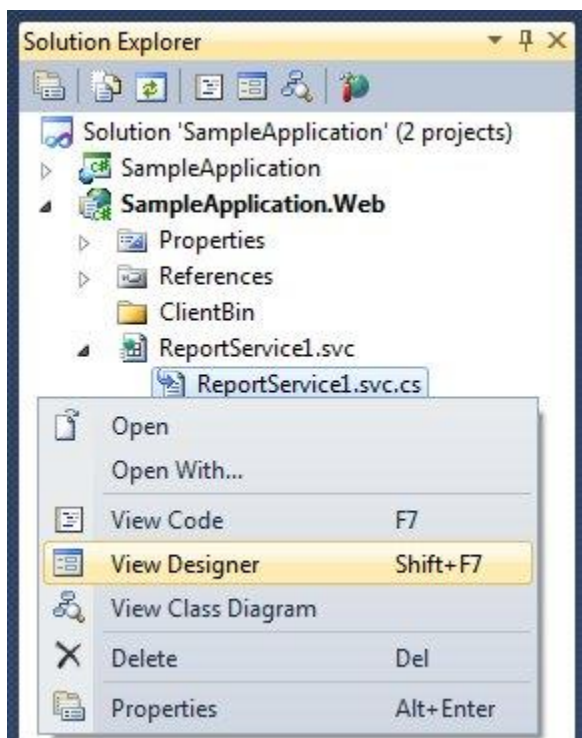 Solution Explorer
Solution 'SampleApplication' (2 projects)
SampleApplication
SampleApplication.Web
Properties
References
ClientBin
ReportService1.svc
ReportService1.svc.cs
Open
Open With...
View Code F7
View Designer Shift+F7
View Class Diagram
Delete Del
Properties Alt+Enter